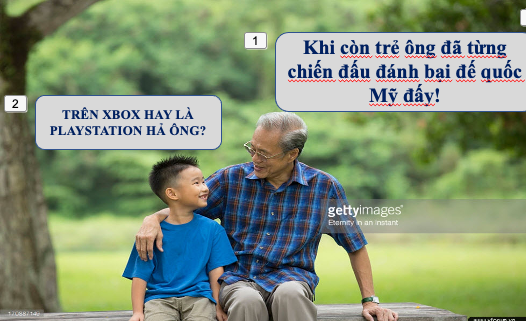 1
Khi còn trẻ ông đã từng
chiến đấu đánh bại đế quốc
Mỹ đấy!
2
TRÊN XBOX HAY LÀ
PLAYSTATION HẢ ÔNG?
gettyimages®
Eternity in an instant